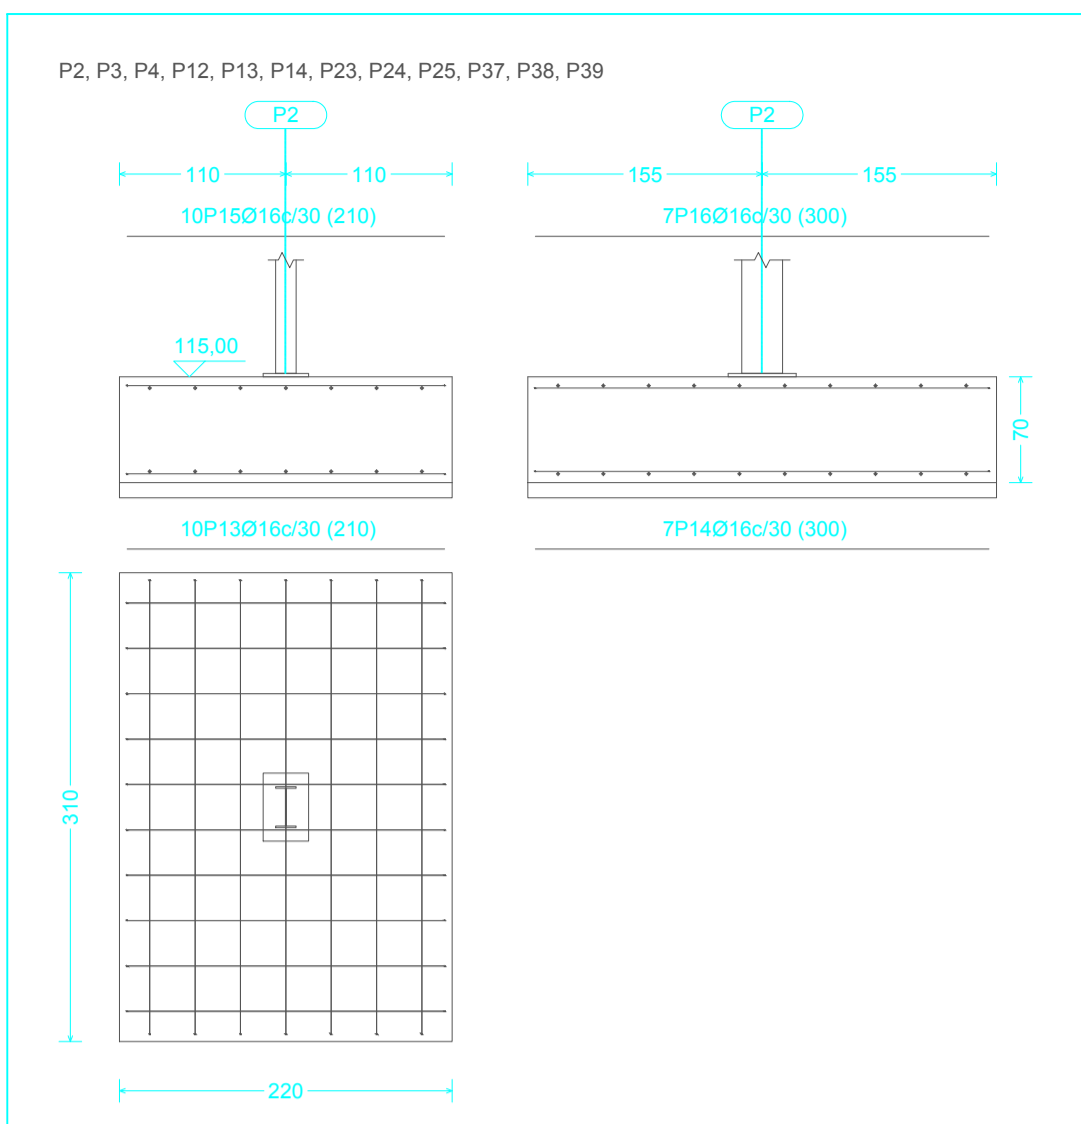 P2, P3, P4, P12, P13, P14, P23, P24, P25, P37, P38, P39
P2 P2
110 110 155 155
10P15Ø16c/30 (210) 7P16Ø16c/30 (300)
115,00
70
10P13Ø16c/30 (210) 7P14Ø16c/30 (300)
310
220